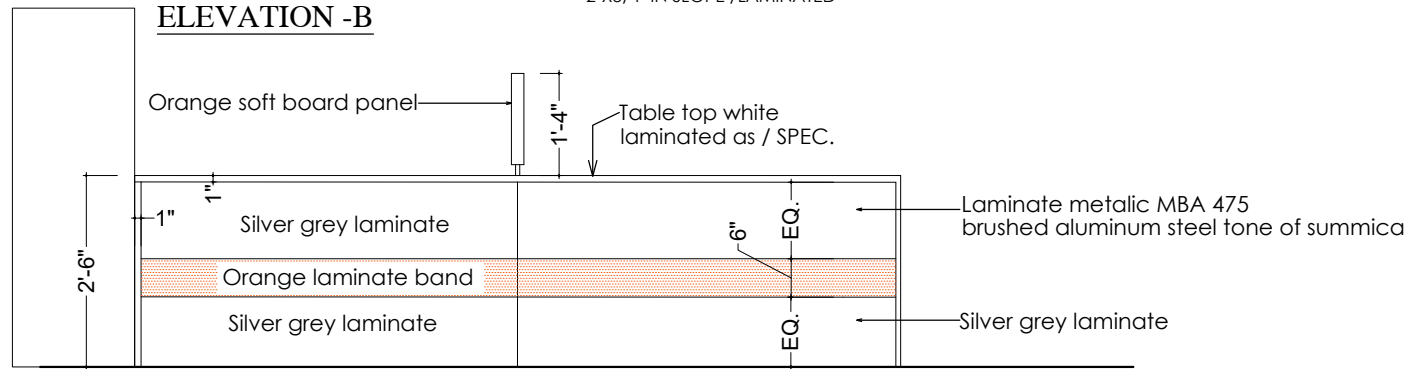 ELEVATION -B
Orange soft board panel
1'-4"
Table top white
laminated as / SPEC.
1"
1"
Silver grey laminate
EQ.
Laminate metalic MBA 475
brushed aluminum steel tone of summica
6"
2'-6"
Orange laminate band
Silver grey laminate
EQ.
Silver grey laminate